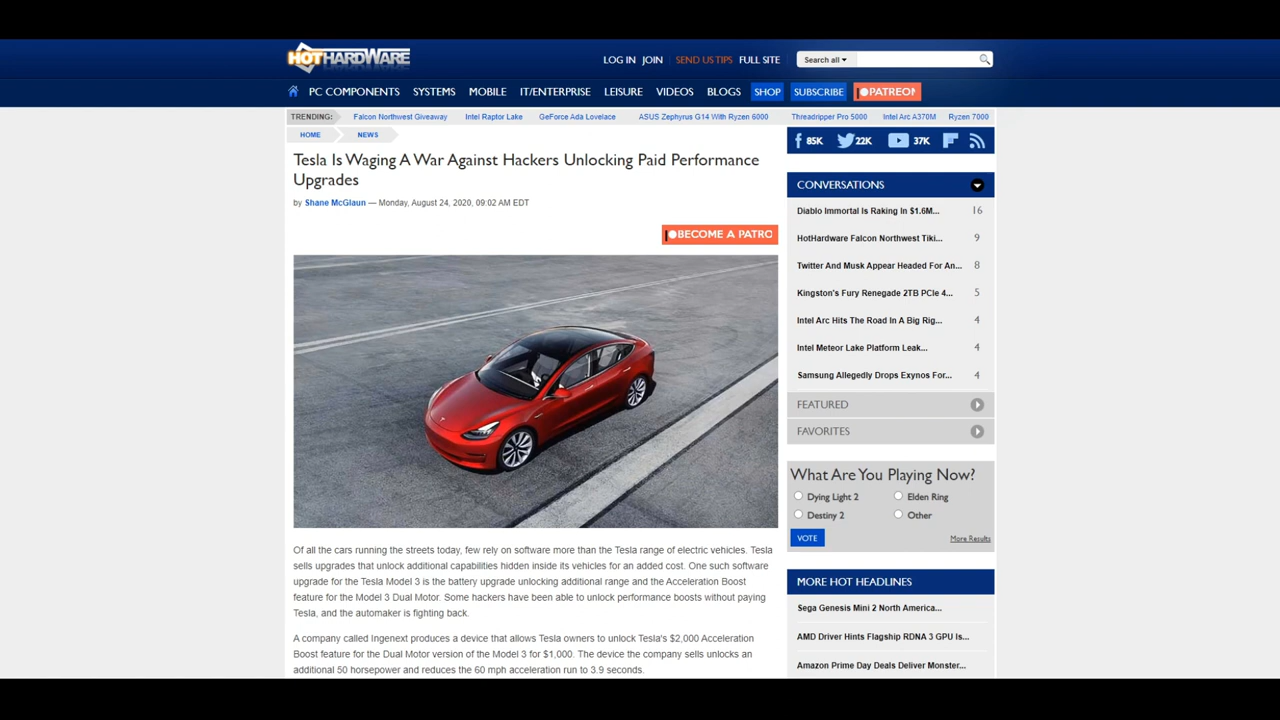 HOTHARDWARE
LOG IN JOIN SEND US TIPS FULL SITE
Search all
PC COMPONENTS SYSTEMS MOBILE IT/ENTERPRISE LEISURE VIDEOS BLOGS SHOP SUBSCRIBE PATREON
TRENDING: Falcon Northwest Giveaway Intel Raptor Lake GeForce Ada Lovelace ASUS Zephyrus G14 With Ryzen 6000 Threadripper Pro 5000 Intel Arc A370M Ryzen 7000
HOME NEWS
Tesla Is Waging A War Against Hackers Unlocking Paid Performance
Upgrades
by Shane McGlaun — Monday, August 24, 2020, 09:02 AM EDT
BECOME A PATRO
Of all the cars running the streets today, few rely on software more than the Tesla range of electric vehicles. Tesla
sells upgrades that unlock additional capabilities hidden inside its vehicles for an added cost. One such software
upgrade for the Tesla Model 3 is the battery upgrade unlocking additional range and the Acceleration Boost
feature for the Model 3 Dual Motor. Some hackers have been able to unlock performance boosts without paying
Tesla, and the automaker is fighting back.
A company called Ingenext produces a device that allows Tesla owners to unlock Tesla's $2,000 Acceleration
Boost feature for the Dual Motor version of the Model 3 for $1,000. The device the company sells unlocks an
additional 50 horsepower and reduces the 60 mph acceleration run to 3.9 seconds.
85K 22K 37K
CONVERSATIONS
Diablo Immortal Is Raking In $1.6M... 16
HotHardware Falcon Northwest Tiki... 9
Twitter And Musk Appear Headed For An... 8
Kingston's Fury Renegade 2TB PCIe 4... 5
Intel Arc Hits The Road In A Big Rig... 4
Intel Meteor Lake Platform Leak... 4
Samsung Allegedly Drops Exynos For... 4
FEATURED
FAVORITES
What Are You Playing Now?
Dying Light 2 Elden Ring
Destiny 2 Other
VOTE More Results
MORE HOT HEADLINES
Sega Genesis Mini 2 North America...
AMD Driver Hints Flagship RDNA 3 GPU Is...
Amazon Prime Day Deals Deliver Monster...